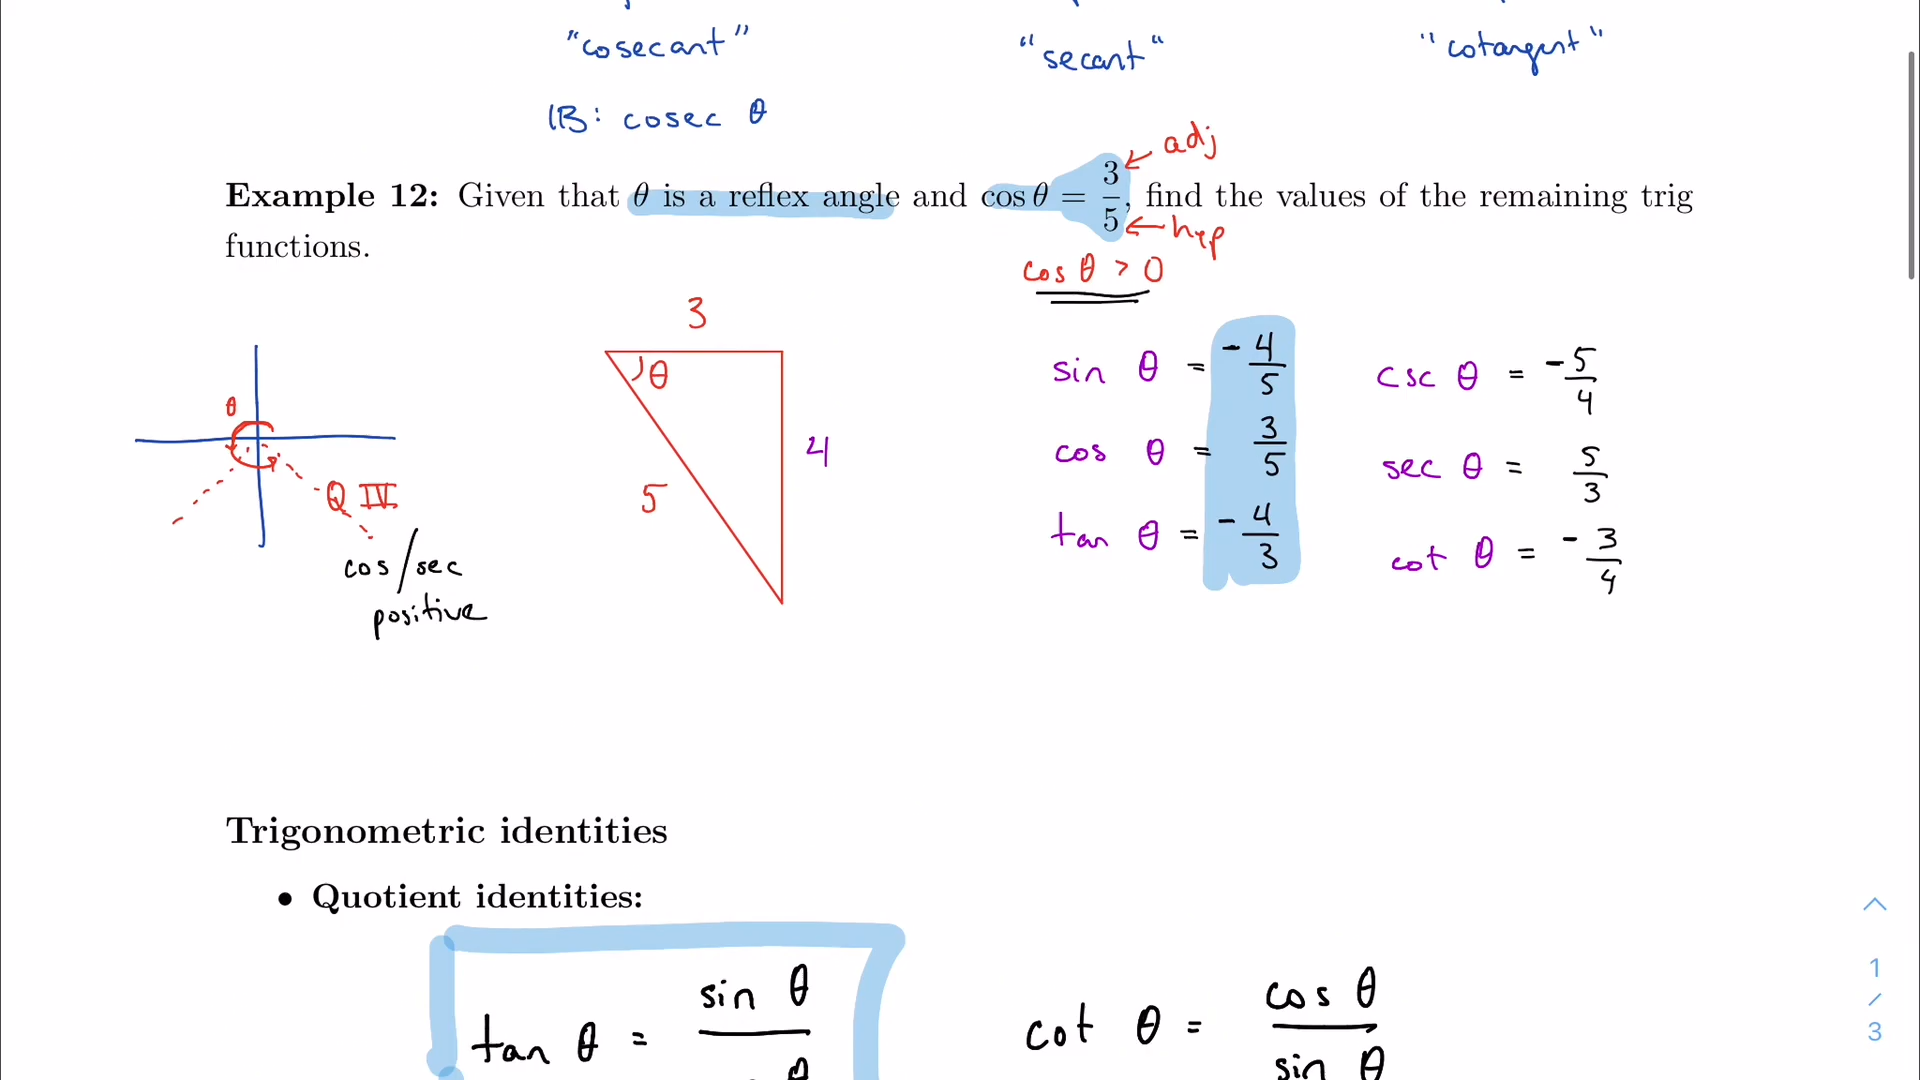 "cosecant" "secant" "cotangent"
IB: cosec θ
adj
Example 12: Given that θ is a reflex angle and cos θ = 3/5, find the values of the remaining trig
hyp
functions.
cos θ > 0
3
sin θ = -4/5 csc θ = -5/4
θ
θ
4
cos θ = 3/5 sec θ = 5/3
5
Q IV
tan θ = -4/3 cot θ = -3/4
cos/sec
positive
Trigonometric identities
• Quotient identities:
tan θ = sin θ
cot θ = cos θ / sin θ
1
/
3